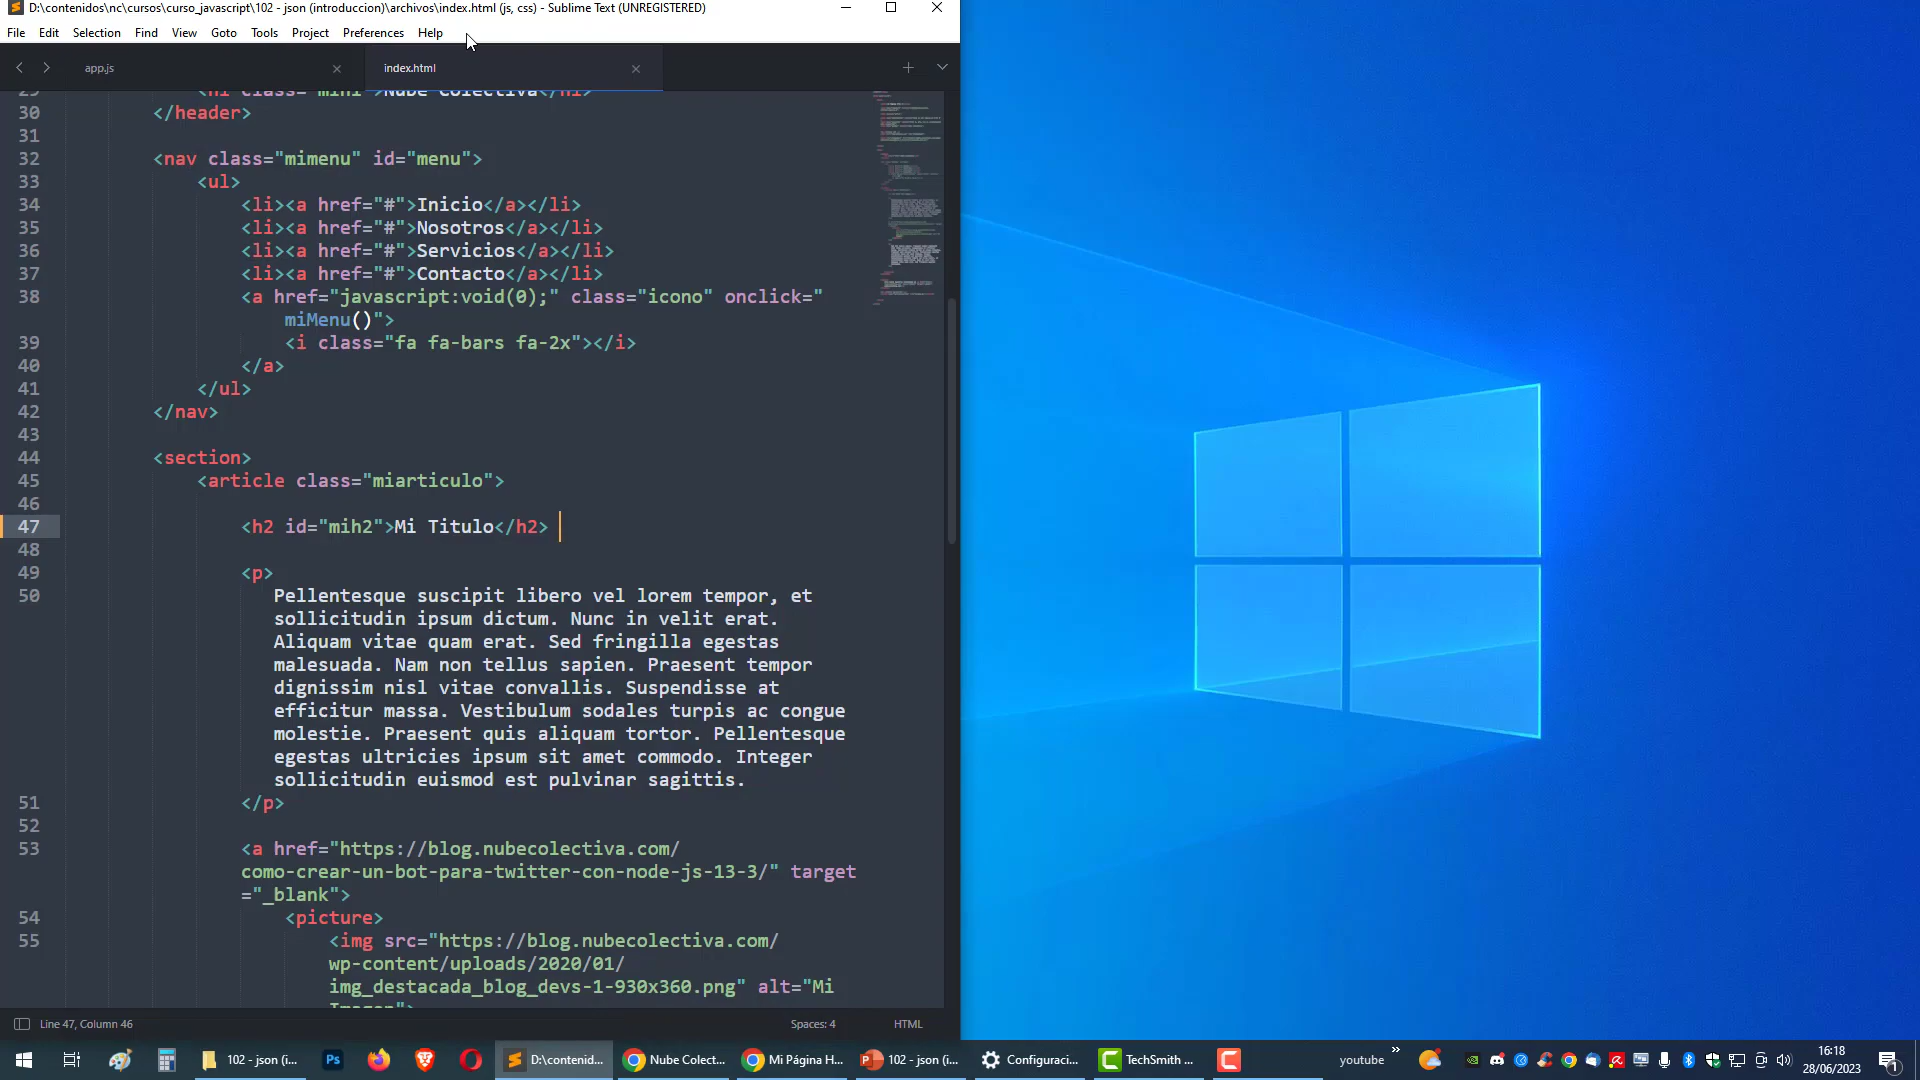 D:\contenidos\nc\cursos\curso_javascript\102 - json (introduccion)\archivos\index.html (js, css) - Sublime Text (UNREGISTERED)
File Edit Selection Find View Goto Tools Project Preferences Help
app.js index.html
29 <h1 class="mih1">Nube Colectiva</h1>
30 </header>
31
32 <nav class="mimenu" id="menu">
33 <ul>
34 <li><a href="#">Inicio</a></li>
35 <li><a href="#">Nosotros</a></li>
36 <li><a href="#">Servicios</a></li>
37 <li><a href="#">Contacto</a></li>
38 <a href="javascript:void(0);" class="icono" onclick="
miMenu()">
39 <i class="fa fa-bars fa-2x"></i>
40 </a>
41 </ul>
42 </nav>
43
44 <section>
45 <article class="miarticulo">
46
47 <h2 id="mih2">Mi Titulo</h2>
48
49 <p>
50 Pellentesque suscipit libero vel lorem tempor, et
sollicitudin ipsum dictum. Nunc in velit erat.
Aliquam vitae quam erat. Sed fringilla egestas
malesuada. Nam non tellus sapien. Praesent tempor
dignissim nisl vitae convallis. Suspendisse at
efficitur massa. Vestibulum sodales turpis ac congue
molestie. Praesent quis aliquam tortor. Pellentesque
egestas ultricies ipsum sit amet commodo. Integer
sollicitudin euismod est pulvinar sagittis.
51 </p>
52
53 <a href="https://blog.nubecolectiva.com/
como-crear-un-bot-para-twitter-con-node-js-13-3/" target
="_blank">
54 <picture>
55 <img src="https://blog.nubecolectiva.com/
wp-content/uploads/2020/01/
img_destacada_blog_devs-1-930x360.png" alt="Mi
Imagen">
Line 47, Column 46 Spaces: 4 HTML
102 - json (i... Ps D:\contenid... Nube Colect... Mi Página H... 102 - json (i... Configuraci... TechSmith ... youtube 16:18
28/06/2023
1